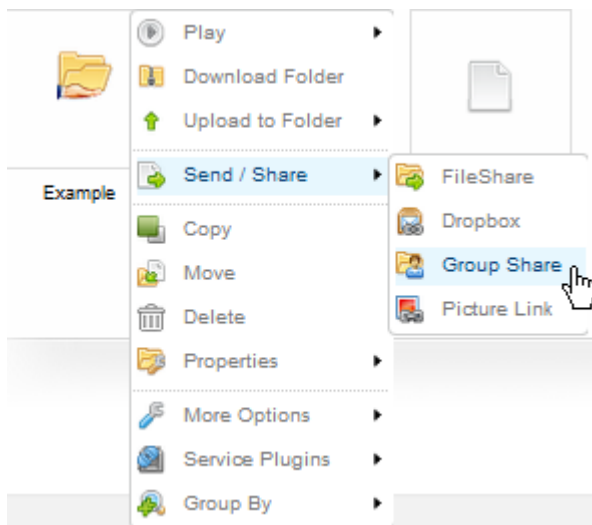 Example
Play
Download Folder
Upload to Folder
Send / Share
Copy
Move
Delete
Properties
More Options
Service Plugins
Group By
FileShare
Dropbox
Group Share
Picture Link